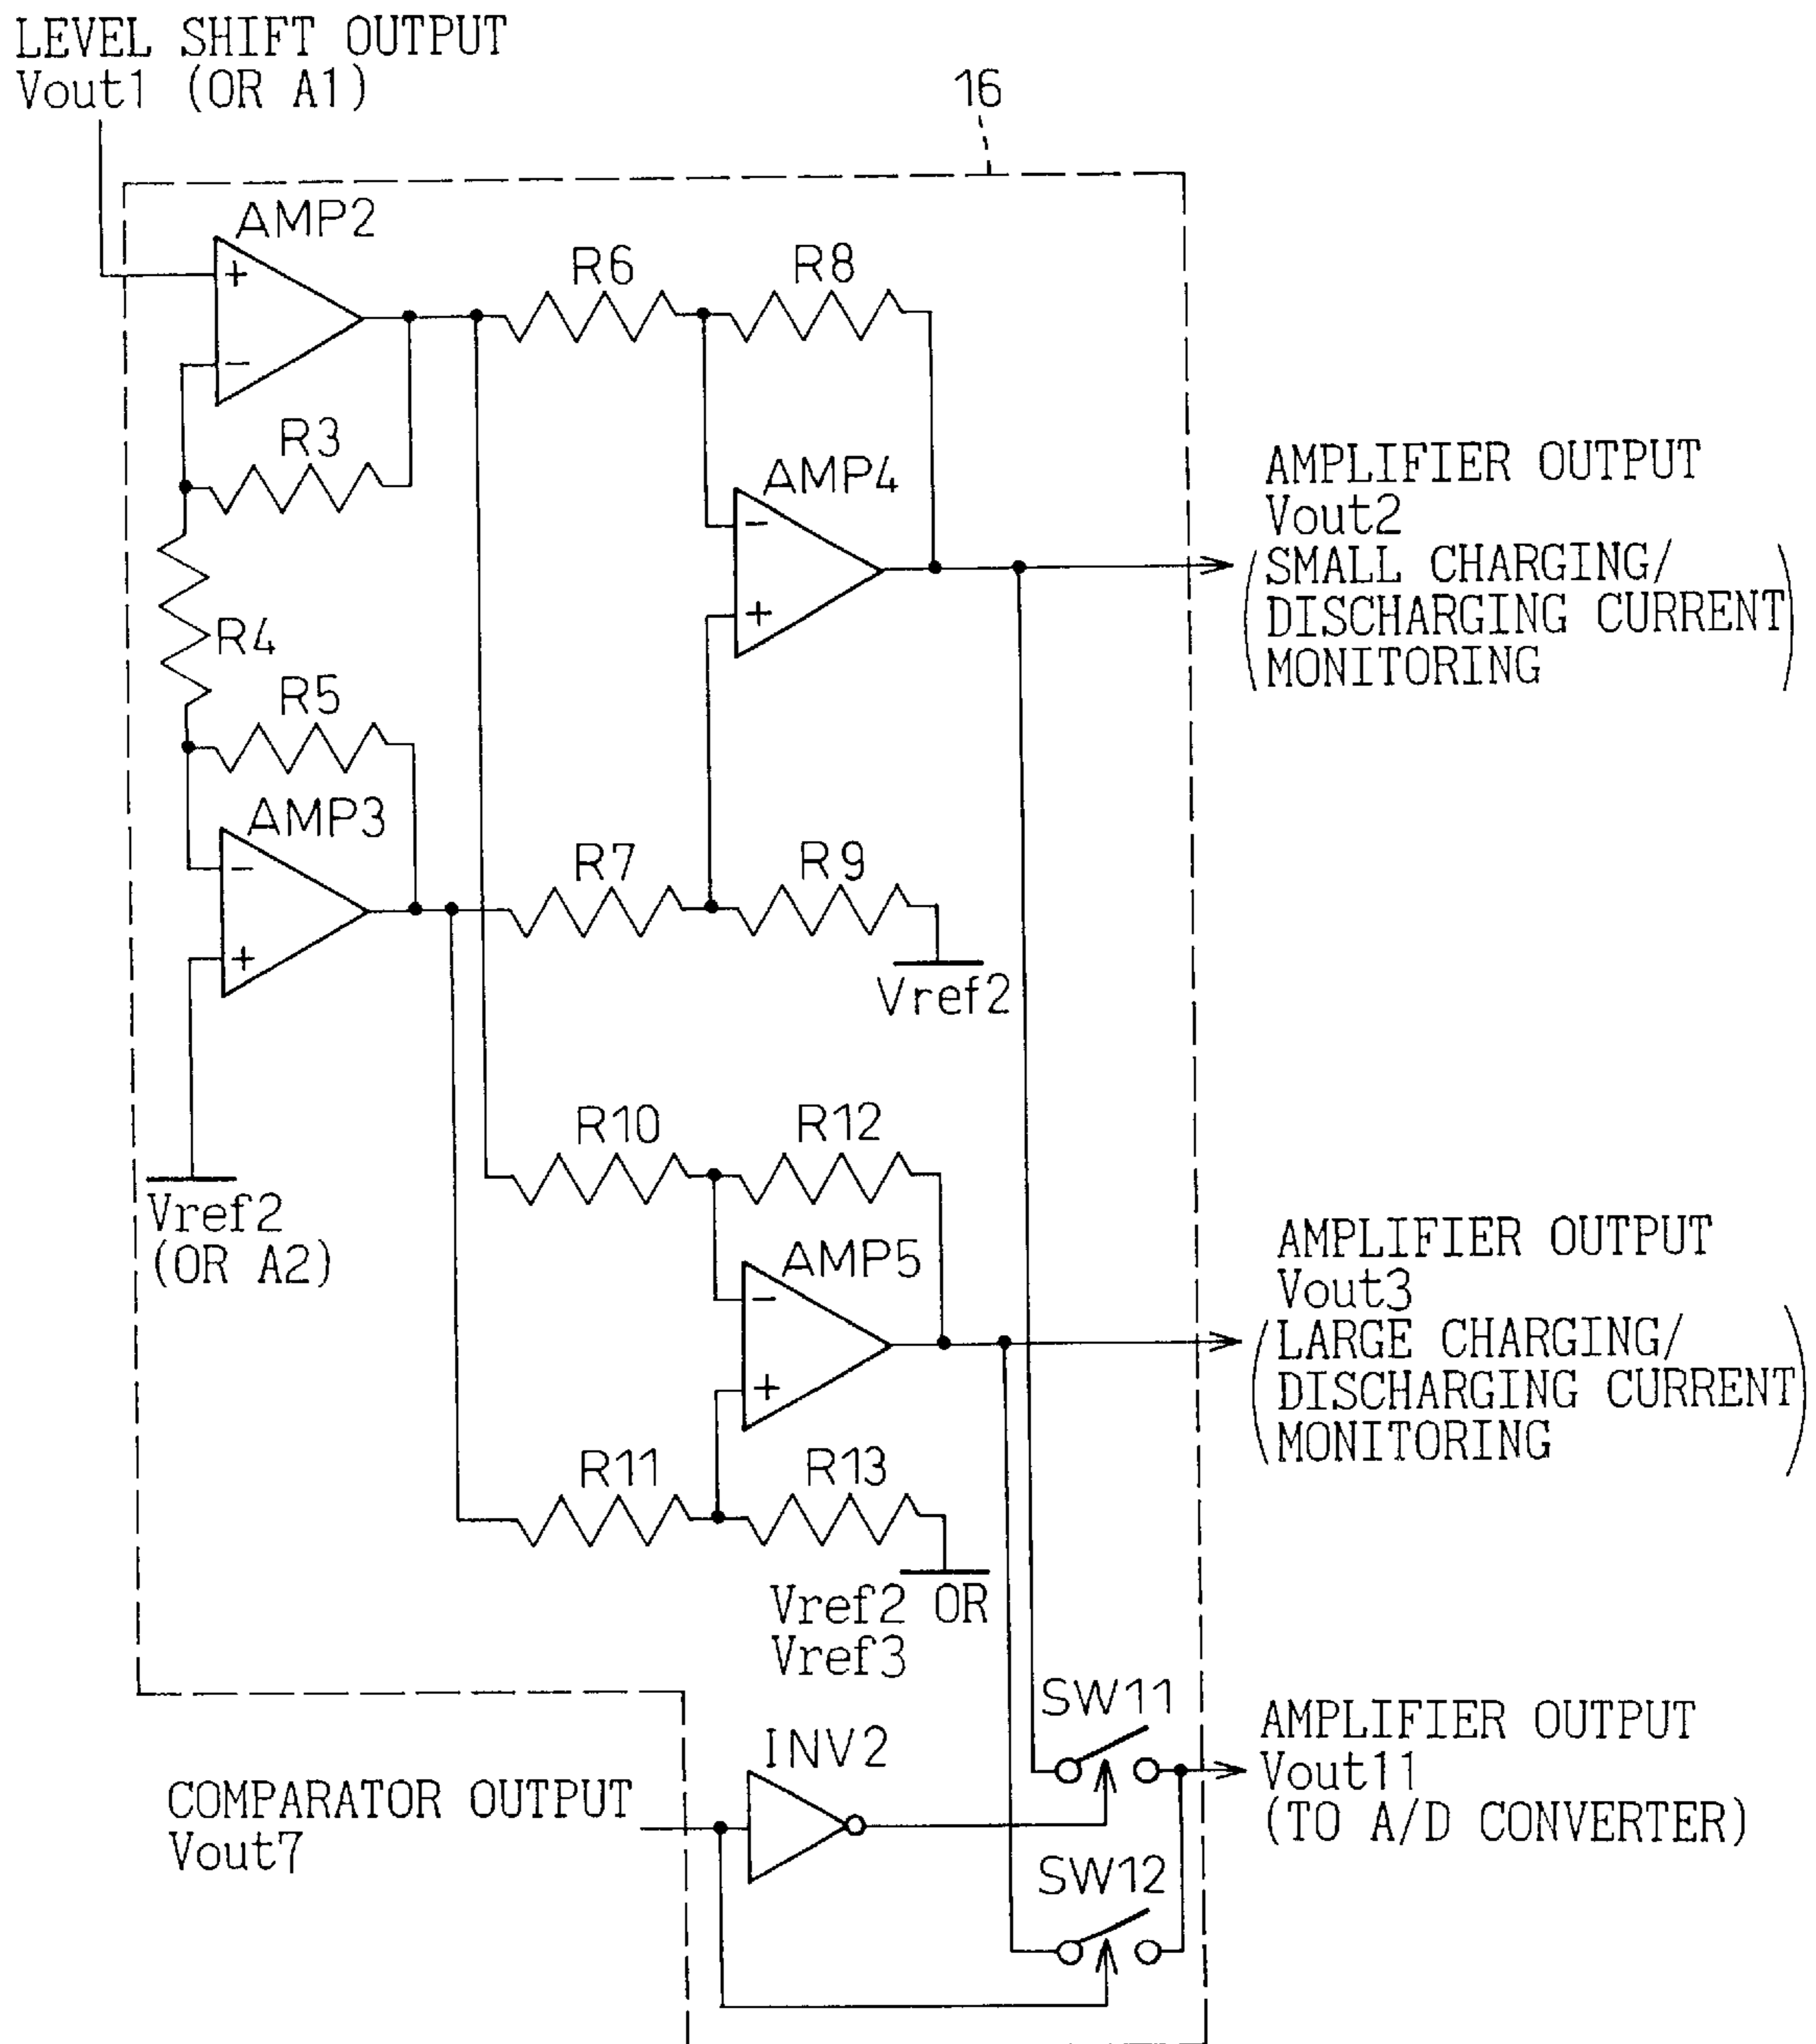 LEVEL SHIFT OUTPUT
Vout1 (OR A1)
16
AMP2
+
−
R6
R8
R3
AMP4
−
+
AMPLIFIER OUTPUT
Vout2
(SMALL CHARGING/
DISCHARGING CURRENT
MONITORING)
R4
R5
AMP3
−
+
R7
R9
Vref2
R10
R12
Vref2
(OR A2)
AMP5
−
+
AMPLIFIER OUTPUT
Vout3
(LARGE CHARGING/
DISCHARGING CURRENT
MONITORING)
R11
R13
Vref2 OR
Vref3
SW11
INV2
AMPLIFIER OUTPUT
Vout11
(TO A/D CONVERTER)
COMPARATOR OUTPUT
Vout7
SW12